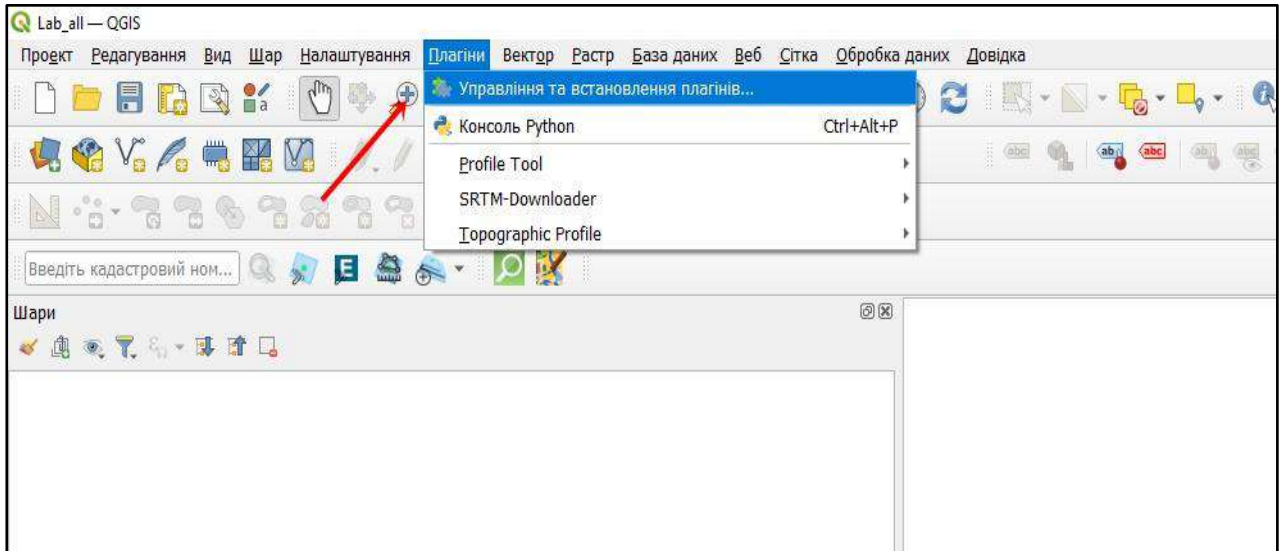 Lab_all — QGIS
Проект Редагування Вид Шар Налаштування Плагіни Вектор Растр База даних Веб Сітка Обробка даних Довідка
Управління та встановлення плагінів...
Консоль Python Ctrl+Alt+P
Profile Tool
SRTM-Downloader
Topographic Profile
Введіть кадастровий ном...
Шари